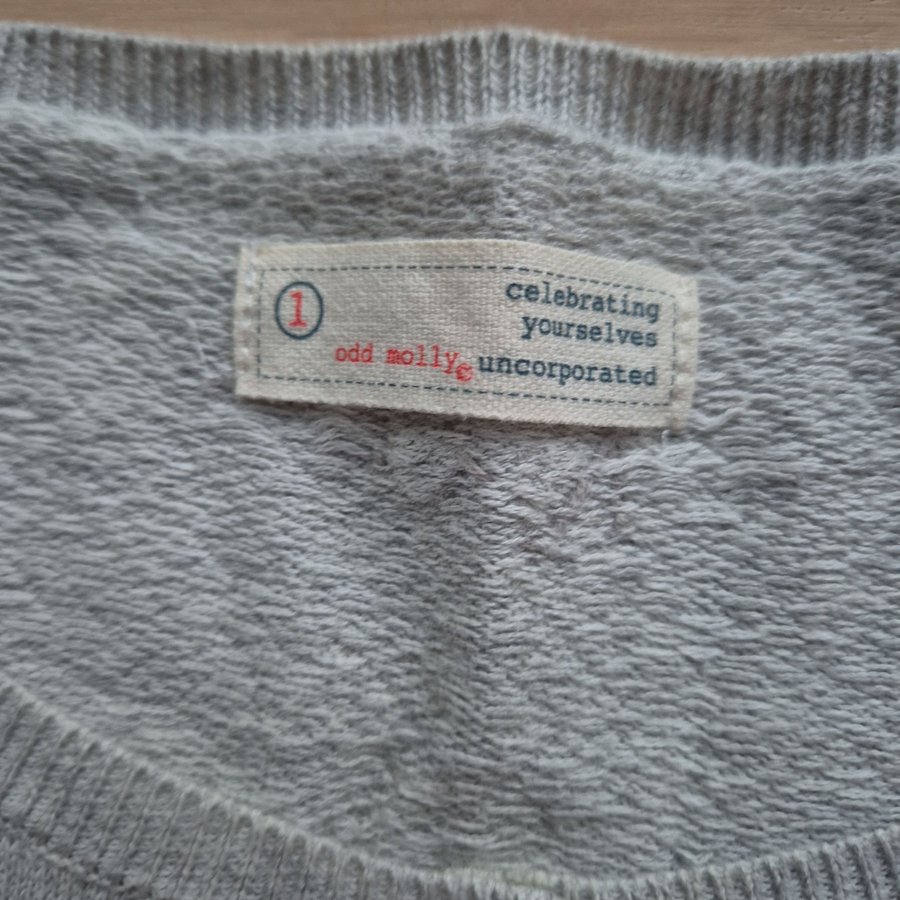 1
celebrating
yourselves
odd molly© uncorporated